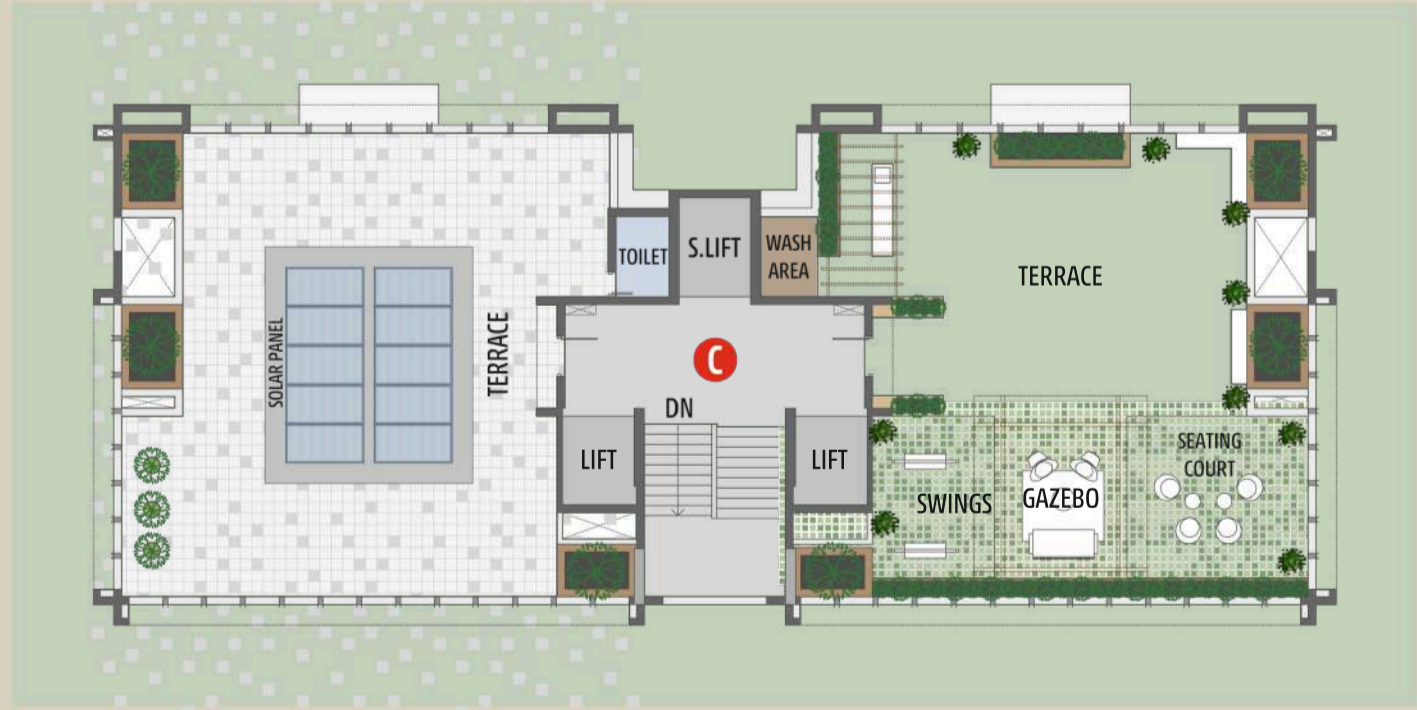 TOILET
S.LIFT
WASH
AREA
TERRACE
SOLAR PANEL
TERRACE
C
DN
LIFT
LIFT
SWINGS
GAZEBO
SEATING
COURT